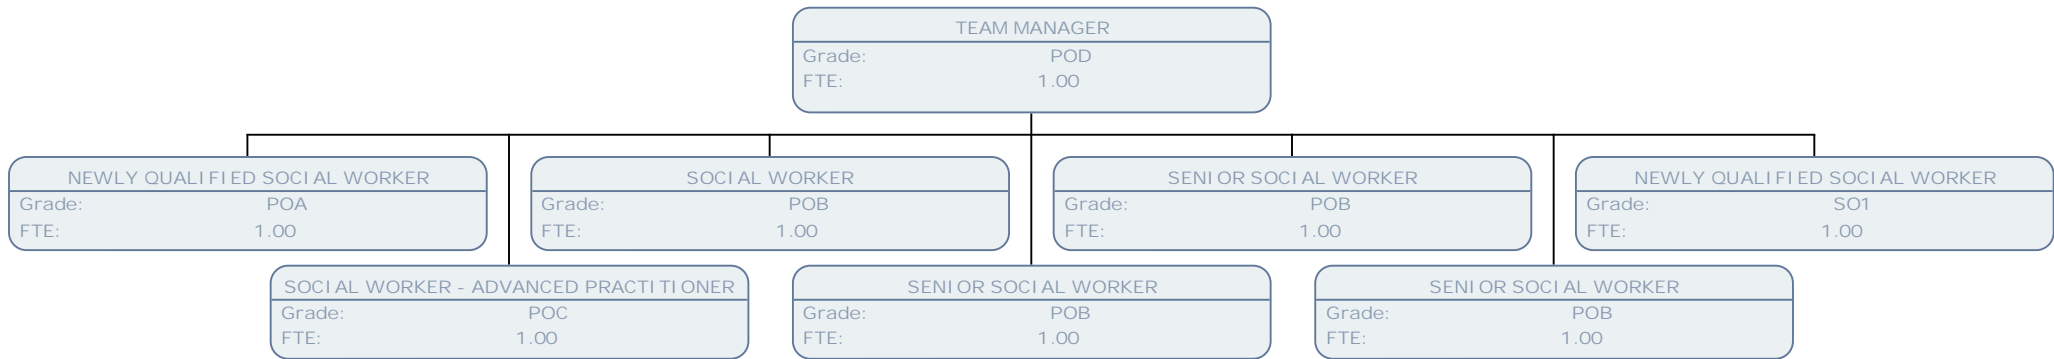 TEAM MANAGER
Grade: POD
FTE: 1.00
NEWLY QUALIFIED SOCIAL WORKER
Grade: POA
FTE: 1.00
SOCIAL WORKER
Grade: POB
FTE: 1.00
SENIOR SOCIAL WORKER
Grade: POB
FTE: 1.00
NEWLY QUALIFIED SOCIAL WORKER
Grade: SO1
FTE: 1.00
SOCIAL WORKER - ADVANCED PRACTITIONER
Grade: POC
FTE: 1.00
SENIOR SOCIAL WORKER
Grade: POB
FTE: 1.00
SENIOR SOCIAL WORKER
Grade: POB
FTE: 1.00